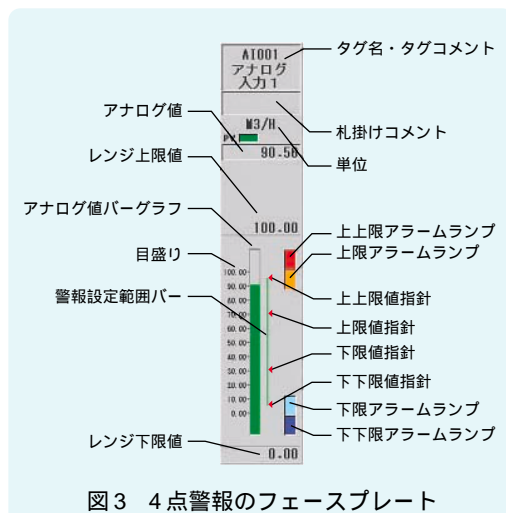 AI001
アナログ
入力1
M3/H
PV
90.50
100.00
100.00
90.00
80.00
70.00
60.00
50.00
40.00
30.00
20.00
10.00
0.00
0.00
タグ名・タグコメント
札掛けコメント
単位
アナログ値
レンジ上限値
アナログ値バーグラフ
目盛り
警報設定範囲バー
レンジ下限値
上上限アラームランプ
上限アラームランプ
上上限値指針
上限値指針
下限値指針
下下限値指針
下限アラームランプ
下下限アラームランプ
図3 4点警報のフェースプレート